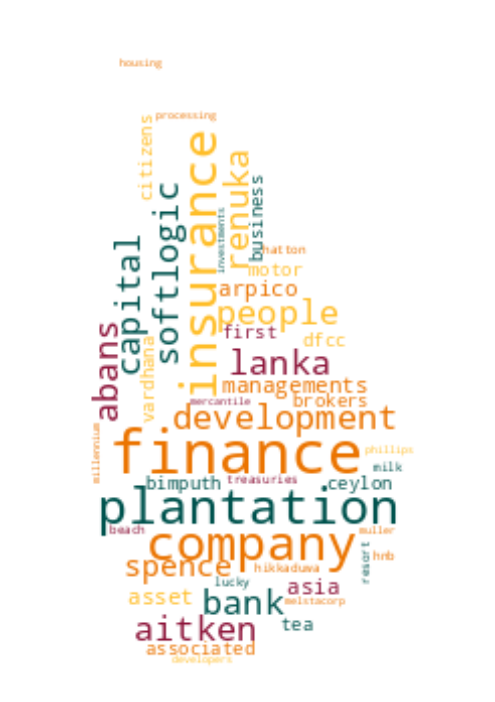 housing
processing
citizens
insurance
renuka
business
softlogic
investments
hatton
capital
motor
arpico
people
abans
first
dfcc
vardhana
lanka
managements
mercantile
brokers
development
millennium
finance
phillips
milk
bimputh
treasuries
ceylon
plantation
beach
muller
company
resort
hnb
spence
hikkaduwa
lucky
asia
asset
bank
melstacorp
aitken
tea
associated
developers